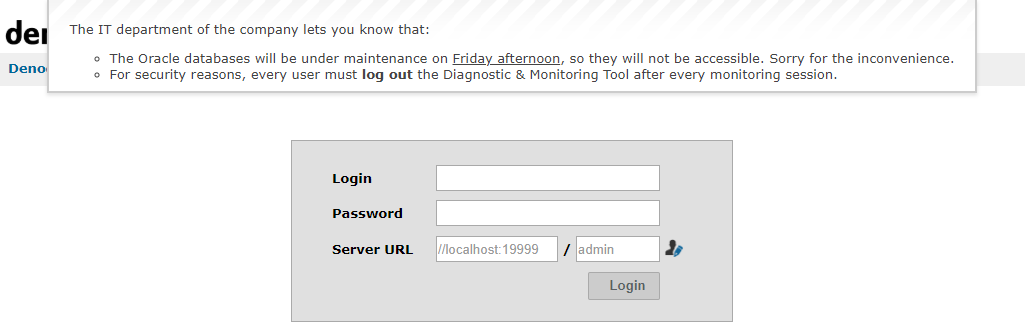 The IT department of the company lets you know that:
The Oracle databases will be under maintenance on Friday afternoon, so they will not be accessible. Sorry for the inconvenience.
For security reasons, every user must log out the Diagnostic & Monitoring Tool after every monitoring session.
Login
Password
Server URL //localhost:19999 / admin
Login